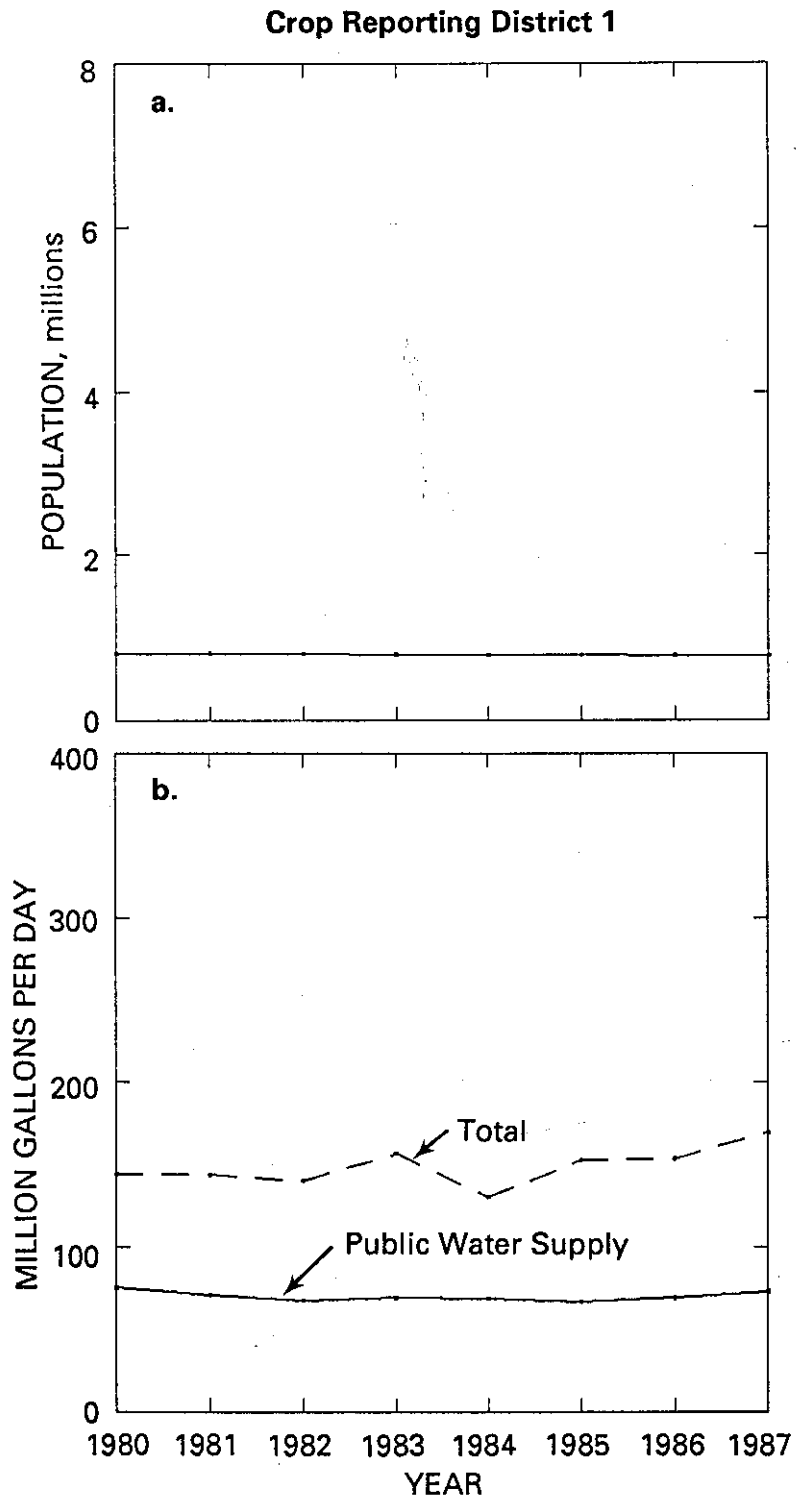 Crop Reporting District 1
a.
8
6
4
2
0
POPULATION, millions
b.
400
300
200
100
0
MILLION GALLONS PER DAY
Total
Public Water Supply
1980 1981 1982 1983 1984 1985 1986 1987
YEAR